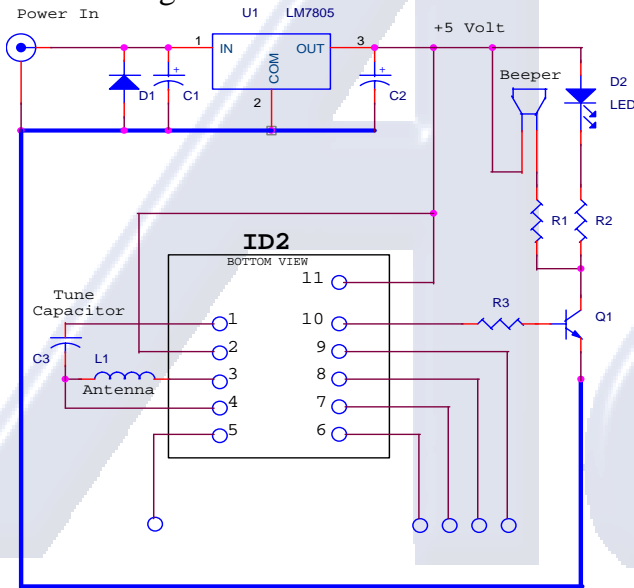 Power In
U1 LM7805
+5 Volt
1 IN OUT 3
COM
2
D1 C1 C2
Beeper
D2
LED
R1 R2
ID2
BOTTOM VIEW
11
Tune
Capacitor
1 10 R3 Q1
C3 L1
2 9
3 8
Antenna
4 7
5 6